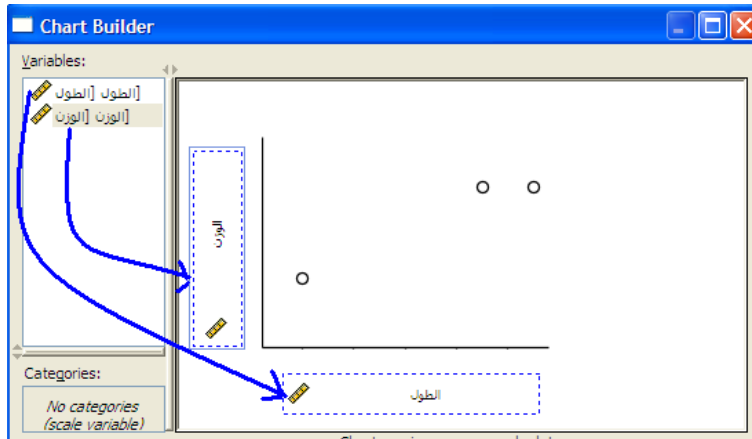 Chart Builder
Variables:
الطول [الطول]
الوزن [الوزن]
الوزن
الطول
Categories:
No categories
(scale variable)